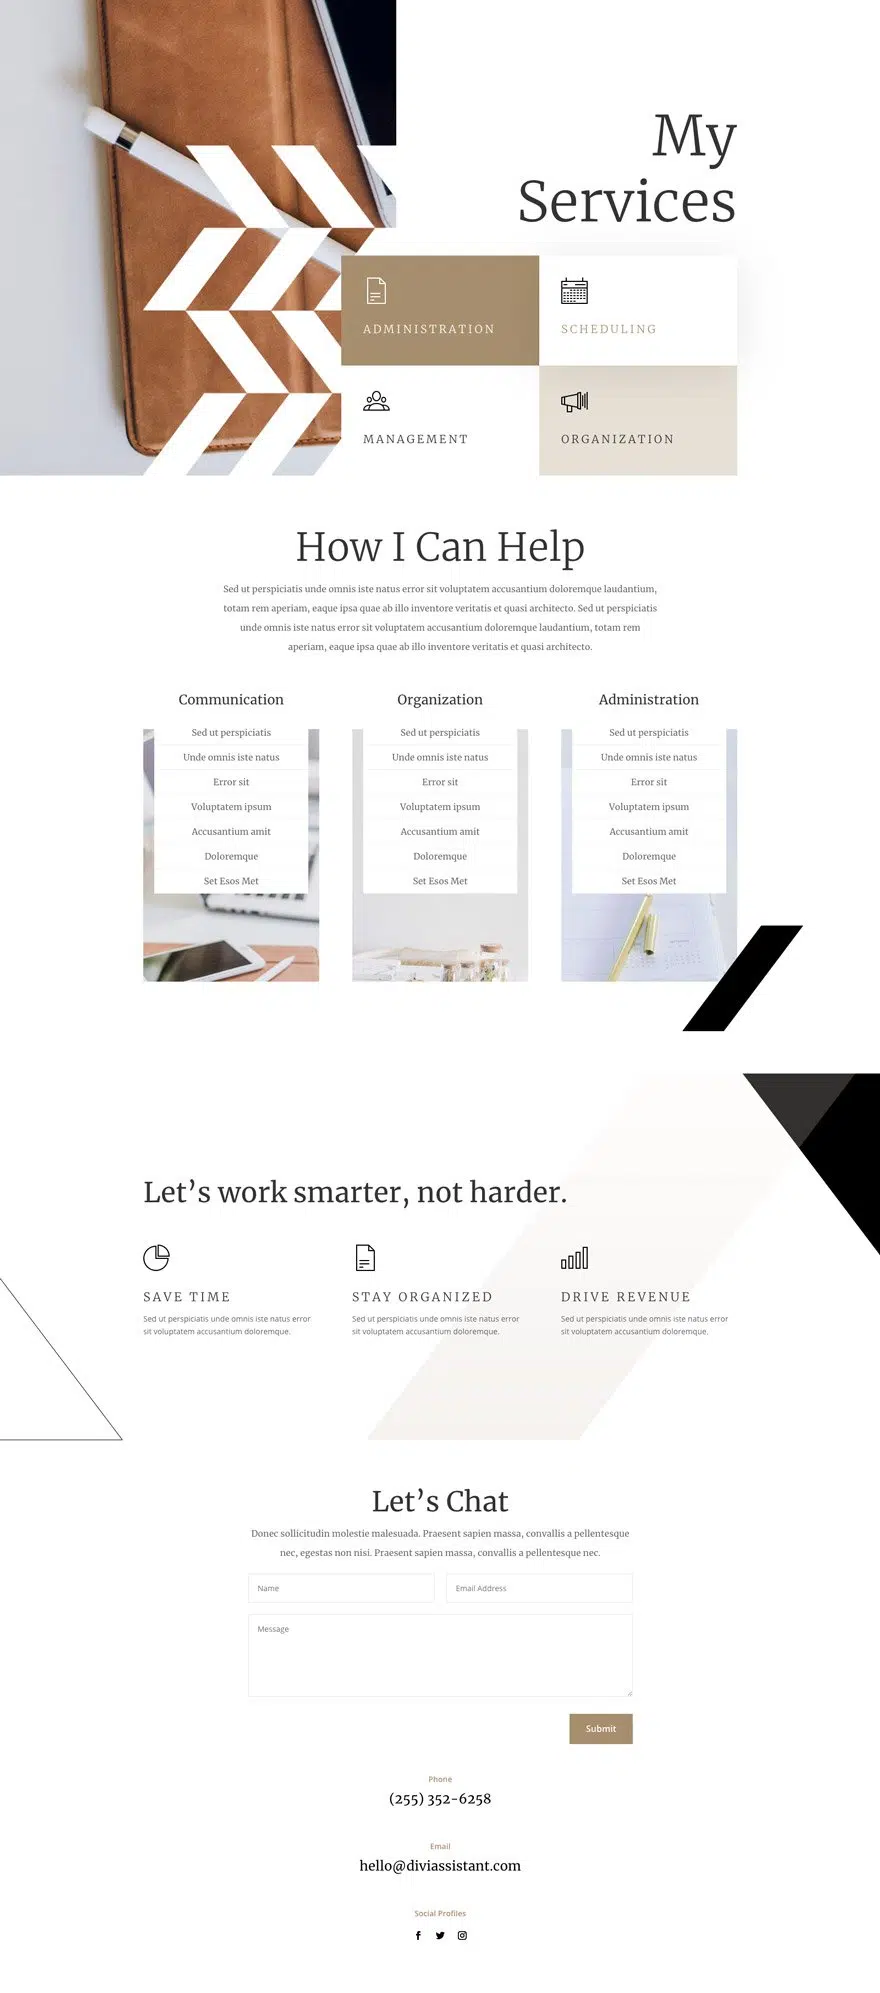 My
Services
ADMINISTRATION
SCHEDULING
MANAGEMENT
ORGANIZATION
How I Can Help
Sed ut perspiciatis unde omnis iste natus error sit voluptatem accusantium doloremque laudantium,
totam rem aperiam, eaque ipsa quae ab illo inventore veritatis et quasi architecto. Sed ut perspiciatis
unde omnis iste natus error sit voluptatem accusantium doloremque laudantium, totam rem
aperiam, eaque ipsa quae ab illo inventore veritatis et quasi architecto.
Communication
Sed ut perspiciatis
Unde omnis iste natus
Error sit
Voluptatem ipsum
Accusantium amit
Doloremque
Set Esos Met
Organization
Sed ut perspiciatis
Unde omnis iste natus
Error sit
Voluptatem ipsum
Accusantium amit
Doloremque
Set Esos Met
Administration
Sed ut perspiciatis
Unde omnis iste natus
Error sit
Voluptatem ipsum
Accusantium amit
Doloremque
Set Esos Met
Let’s work smarter, not harder.
SAVE TIME
Sed ut perspiciatis unde omnis iste natus error
sit voluptatem accusantium doloremque.
STAY ORGANIZED
Sed ut perspiciatis unde omnis iste natus error
sit voluptatem accusantium doloremque.
DRIVE REVENUE
Sed ut perspiciatis unde omnis iste natus error
sit voluptatem accusantium doloremque.
Let’s Chat
Donec sollicitudin molestie malesuada. Praesent sapien massa, convallis a pellentesque
nec, egestas non nisi. Praesent sapien massa, convallis a pellentesque nec.
Name
Email Address
Message
Submit
Phone
(255) 352-6258
Email
hello@diviassistant.com
Social Profiles